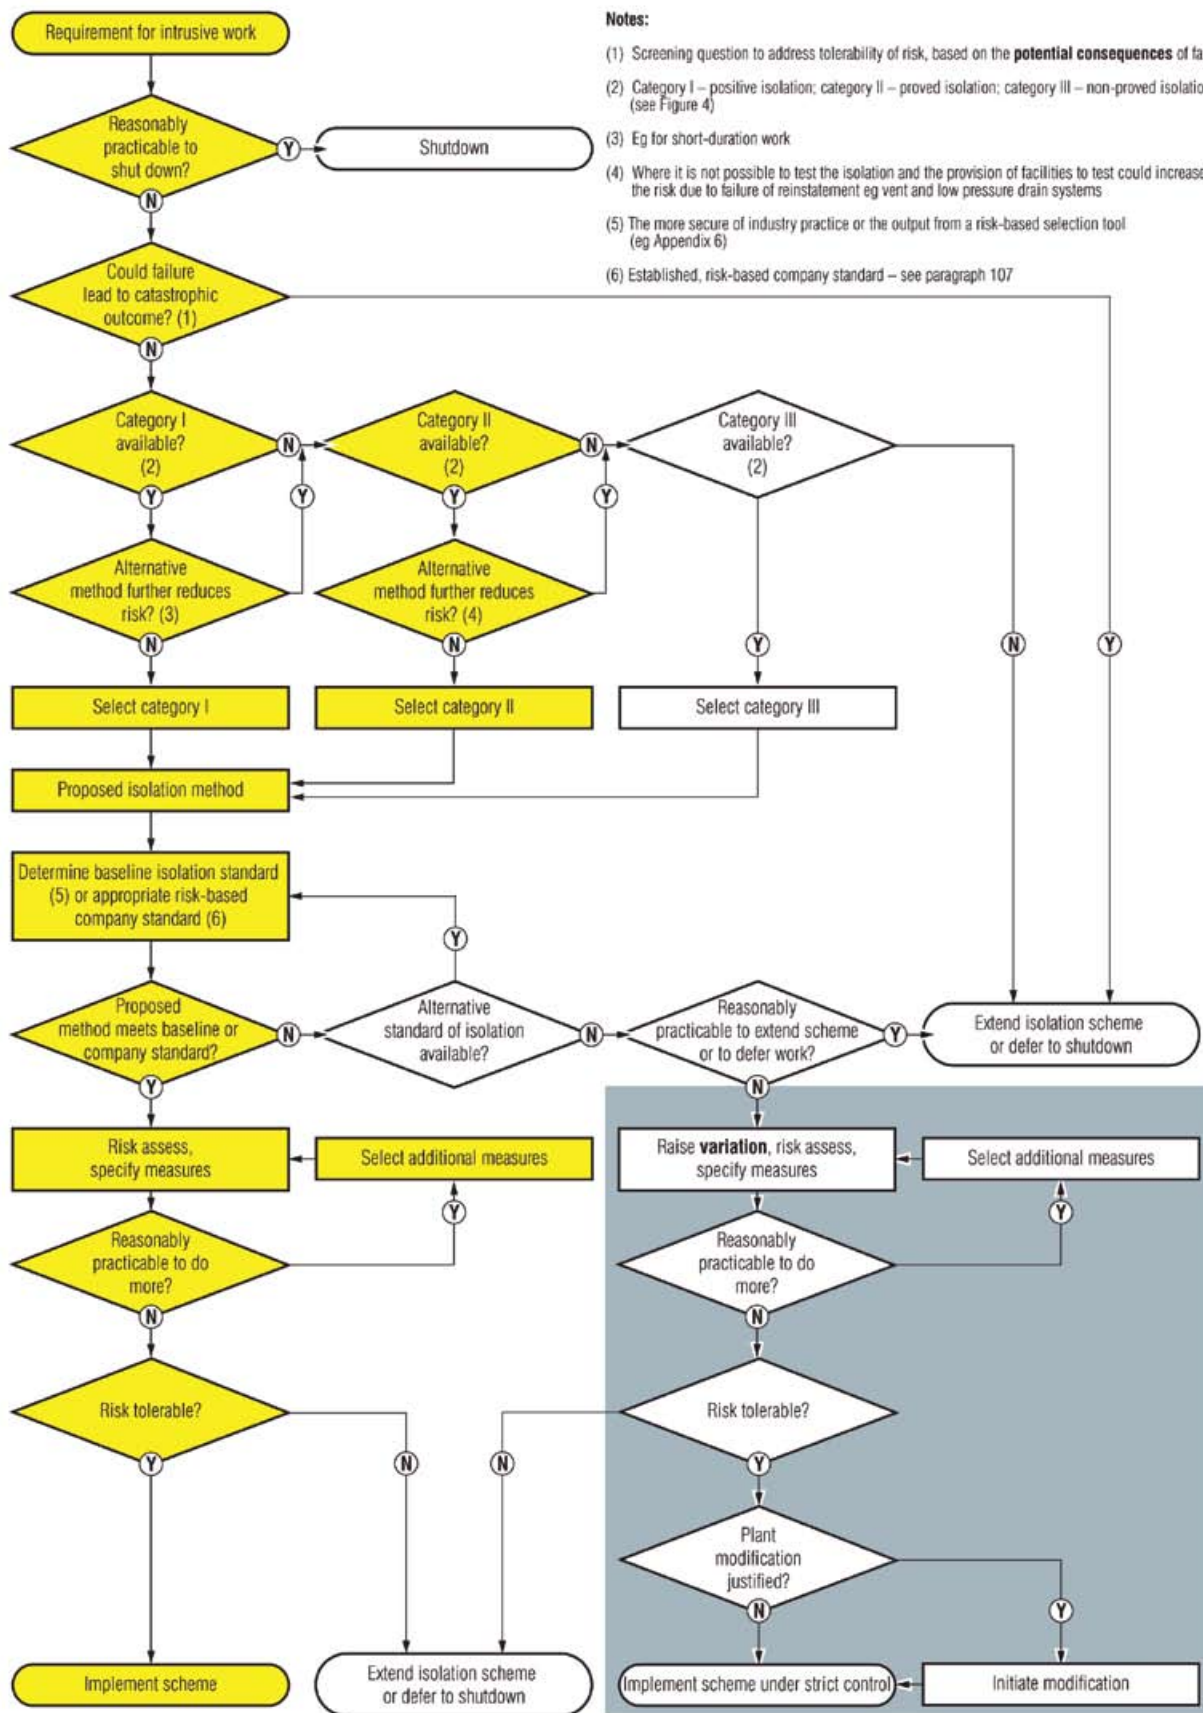 Requirement for intrusive work
Notes:
(1) Screening question to address tolerability of risk, based on the potential consequences of
(2) Category I – positive isolation; category II – proved isolation; category III – non-proved
(see Figure 4)
(3) Eg for short-duration work
(4) Where it is not possible to test the isolation and the provision of facilities to test could increase
the risk due to failure of reinstatement eg vent and low pressure drain systems
(5) The more secure of industry practice or the output from a risk-based selection tool
(eg Appendix 6)
(6) Established, risk-based company standard – see paragraph 107
Reasonably
practicable to
shut down?
Y
Shutdown
N
Could failure
lead to catastrophic
outcome? (1)
N
Category I
available?
(2)
N
Category II
available?
(2)
N
Category III
available?
(2)
Y
Y
Y
Y
Alternative
method further reduces
risk? (3)
Alternative
method further reduces
risk? (4)
N
N
Y
N
Y
Select category I
Select category II
Select category III
Proposed isolation method
Determine baseline isolation standard
(5) or appropriate risk-based
company standard (6)
Y
Proposed
method meets baseline or
company standard?
N
Alternative
standard of isolation
available?
N
Reasonably
practicable to extend scheme
or to defer work?
Y
Extend isolation scheme
or defer to shutdown
Y
N
Risk assess,
specify measures
Select additional measures
Raise variation, risk assess,
specify measures
Select additional measures
Y
Y
Reasonably
practicable to do
more?
Reasonably
practicable to do
more?
N
N
Risk tolerable?
Risk tolerable?
Y
N
N
Y
Plant
modification
justified?
N
Y
Implement scheme
Extend isolation scheme
or defer to shutdown
Implement scheme under strict control
Initiate modification